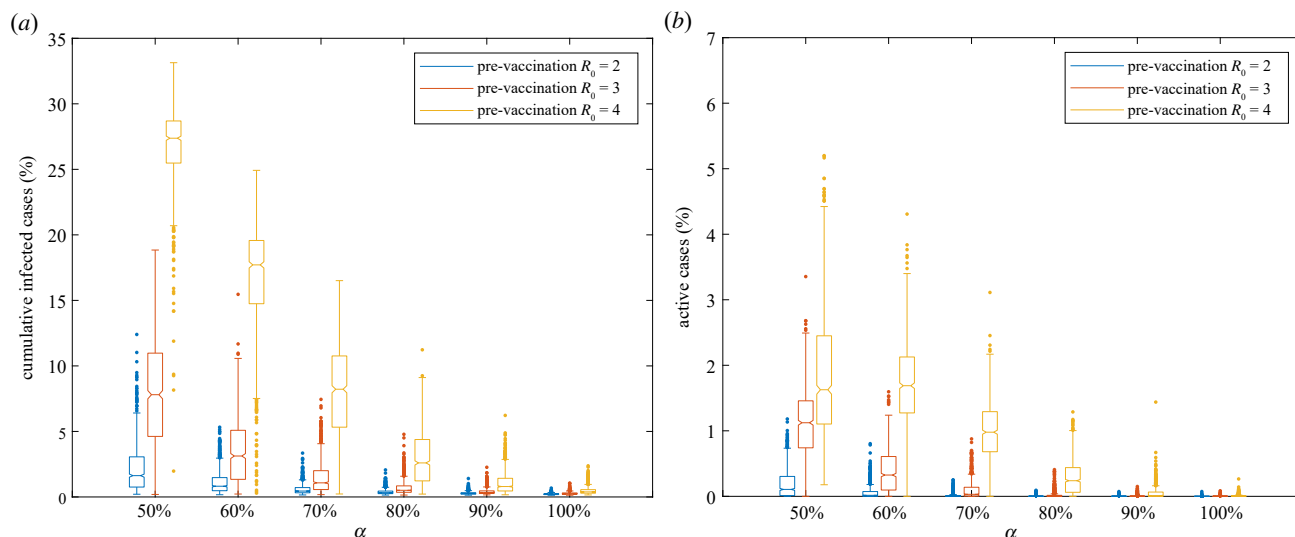 (a)
35
30
25
20
15
10
5
0
cumulative infected cases (%)
pre-vaccination R0 = 2
pre-vaccination R0 = 3
pre-vaccination R0 = 4
50% 60% 70% 80% 90% 100%
α
(b)
7
6
5
4
3
2
1
0
active cases (%)
pre-vaccination R0 = 2
pre-vaccination R0 = 3
pre-vaccination R0 = 4
50% 60% 70% 80% 90% 100%
α